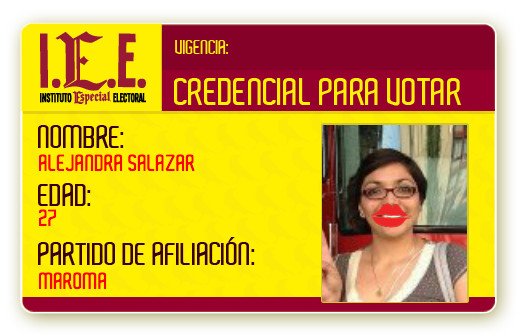 I.E.E.
INSTITUTO Especial ELECTORAL
VIGENCIA:
CREDENCIAL PARA VOTAR
NOMBRE:
ALEJANDRA SALAZAR
EDAD:
27
PARTIDO DE AFILIACIÓN:
MAROMA